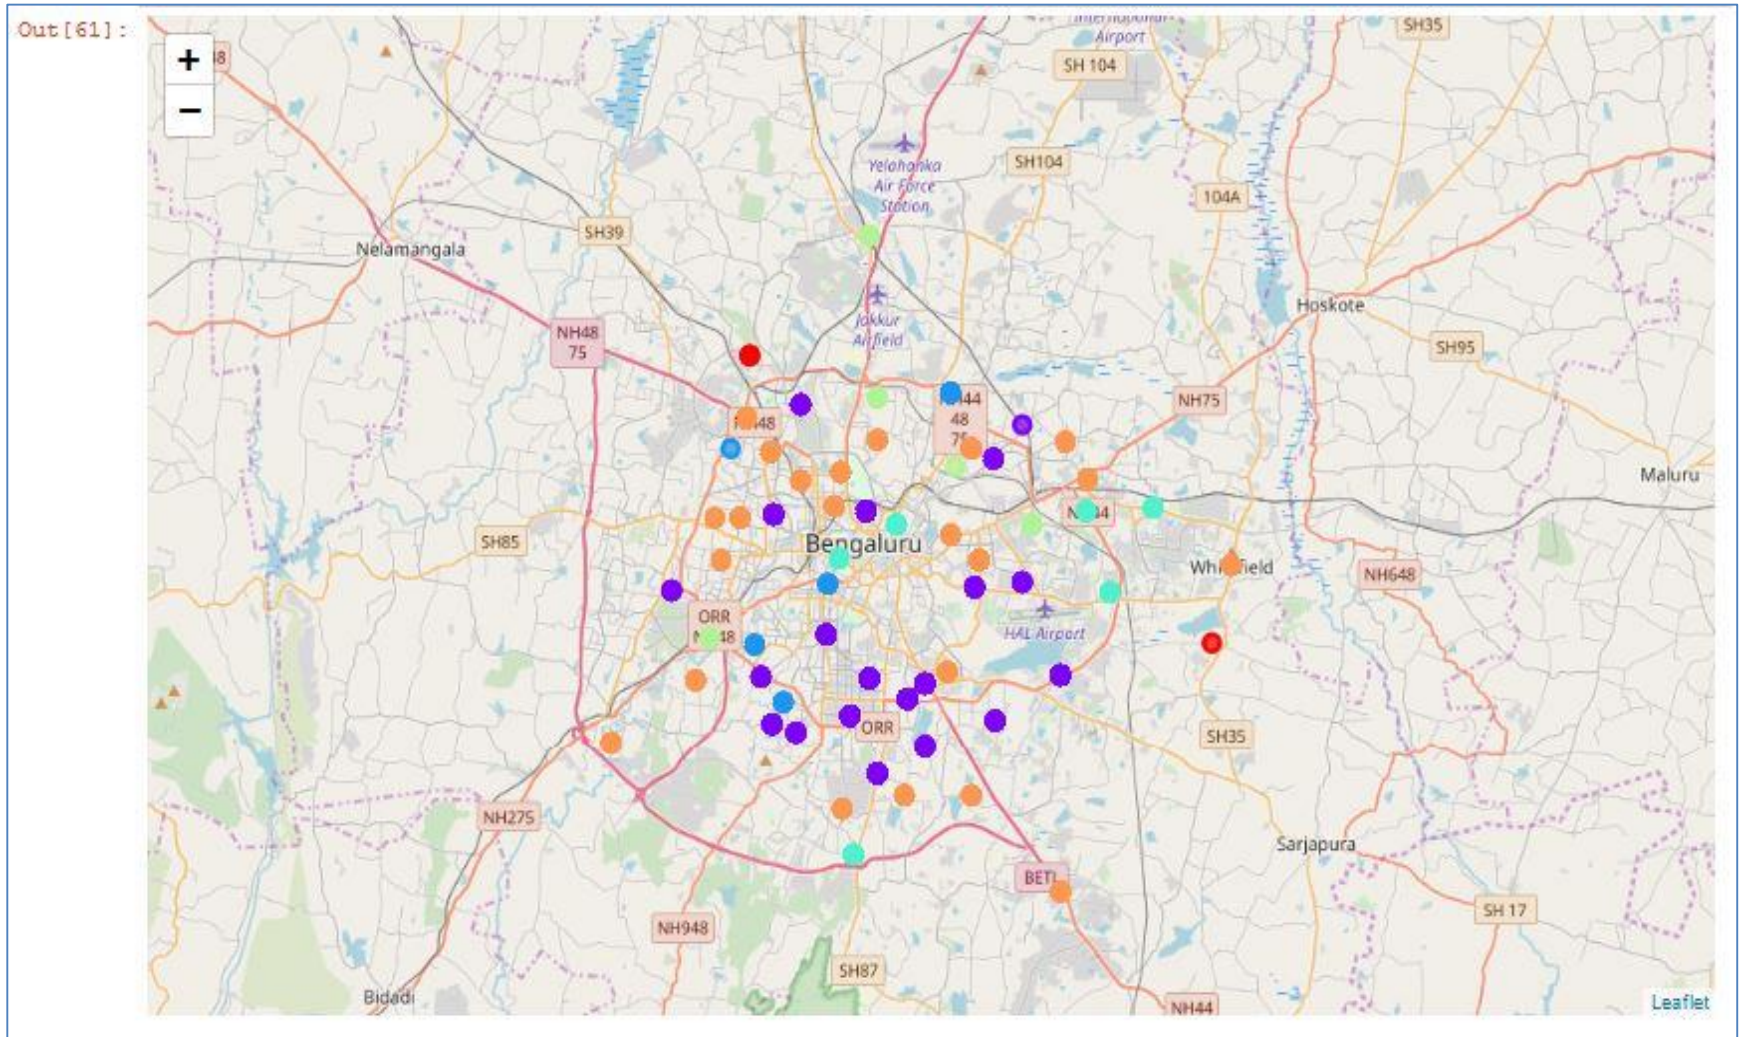 Out[61]:
+
−
International
Airport
SH35
SH 104
Yelahanka
Air Force
Station
SH104
104A
SH39
Nelamangala
Jakkur
Airfield
Hoskote
NH48
75
SH95
NH75
48
Maluru
SH85
Bengaluru
NH648
ORR
HAL Airport
ORR
SH35
NH275
Sarjapura
SH 17
NH948
SH87
Bidadi
NH44
Leaflet